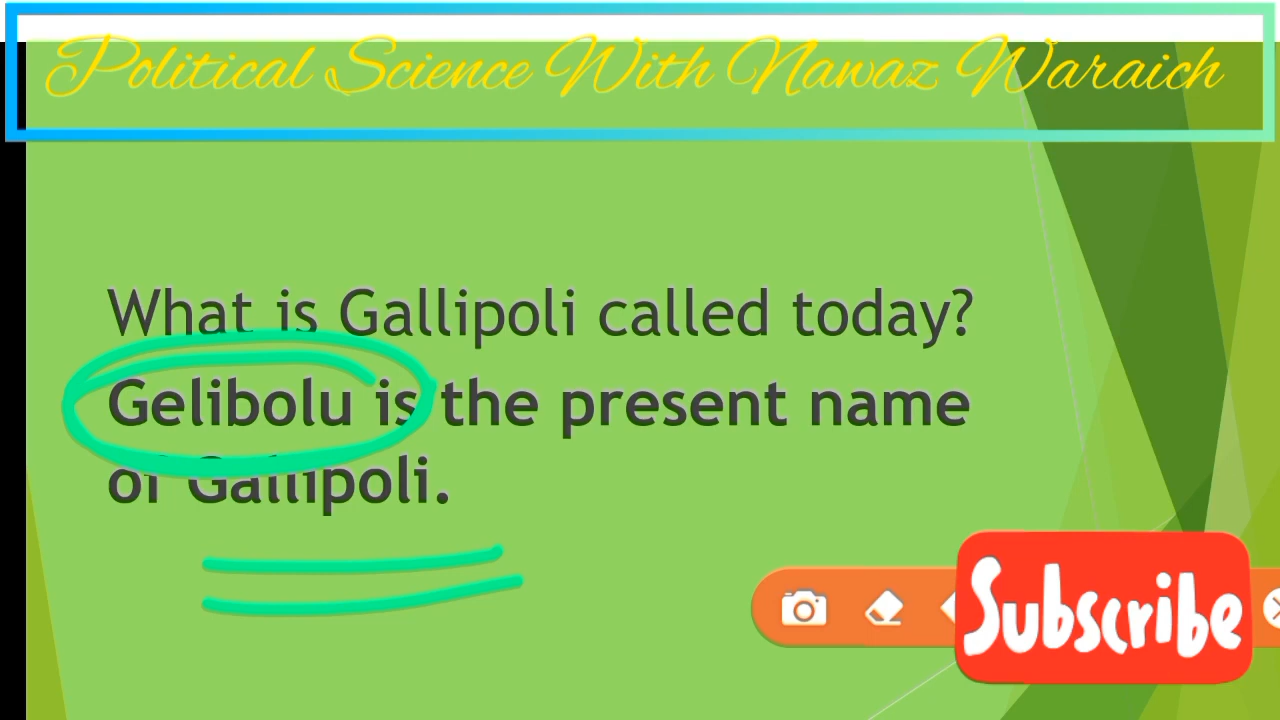 Political Science With Nawaz Waraich
What is Gallipoli called today?
Gelibolu is the present name
of Gallipoli.
Subscribe